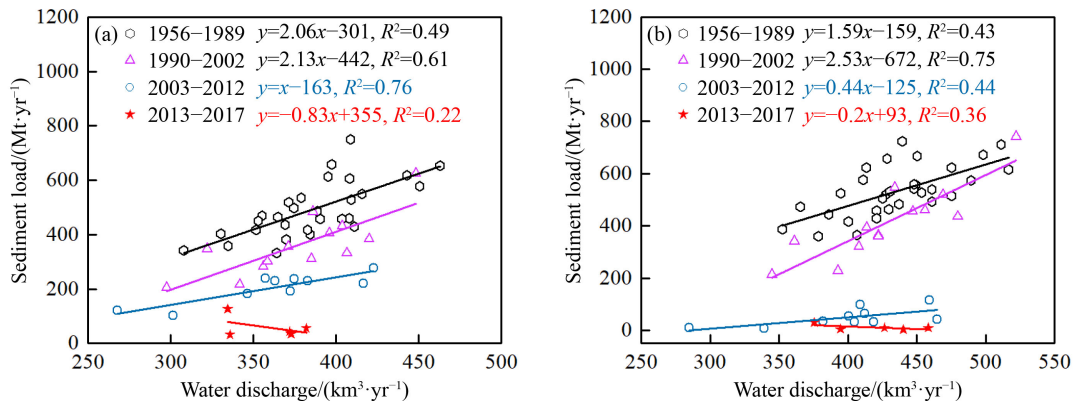 (a)
1956−1989 y=2.06x−301, R²=0.49
1990−2002 y=2.13x−442, R²=0.61
2003−2012 y=x−163, R²=0.76
2013−2017 y=−0.83x+355, R²=0.22
Sediment load/(Mt·yr⁻¹)
1200
1000
800
600
400
200
0
250 300 350 400 450 500
Water discharge/(km³·yr⁻¹)
(b)
1956−1989 y=1.59x−159, R²=0.43
1990−2002 y=2.53x−672, R²=0.75
2003−2012 y=0.44x−125, R²=0.44
2013−2017 y=−0.2x+93, R²=0.36
Sediment load/(Mt·yr⁻¹)
1200
1000
800
600
400
200
0
250 300 350 400 450 500 550
Water discharge/(km³·yr⁻¹)